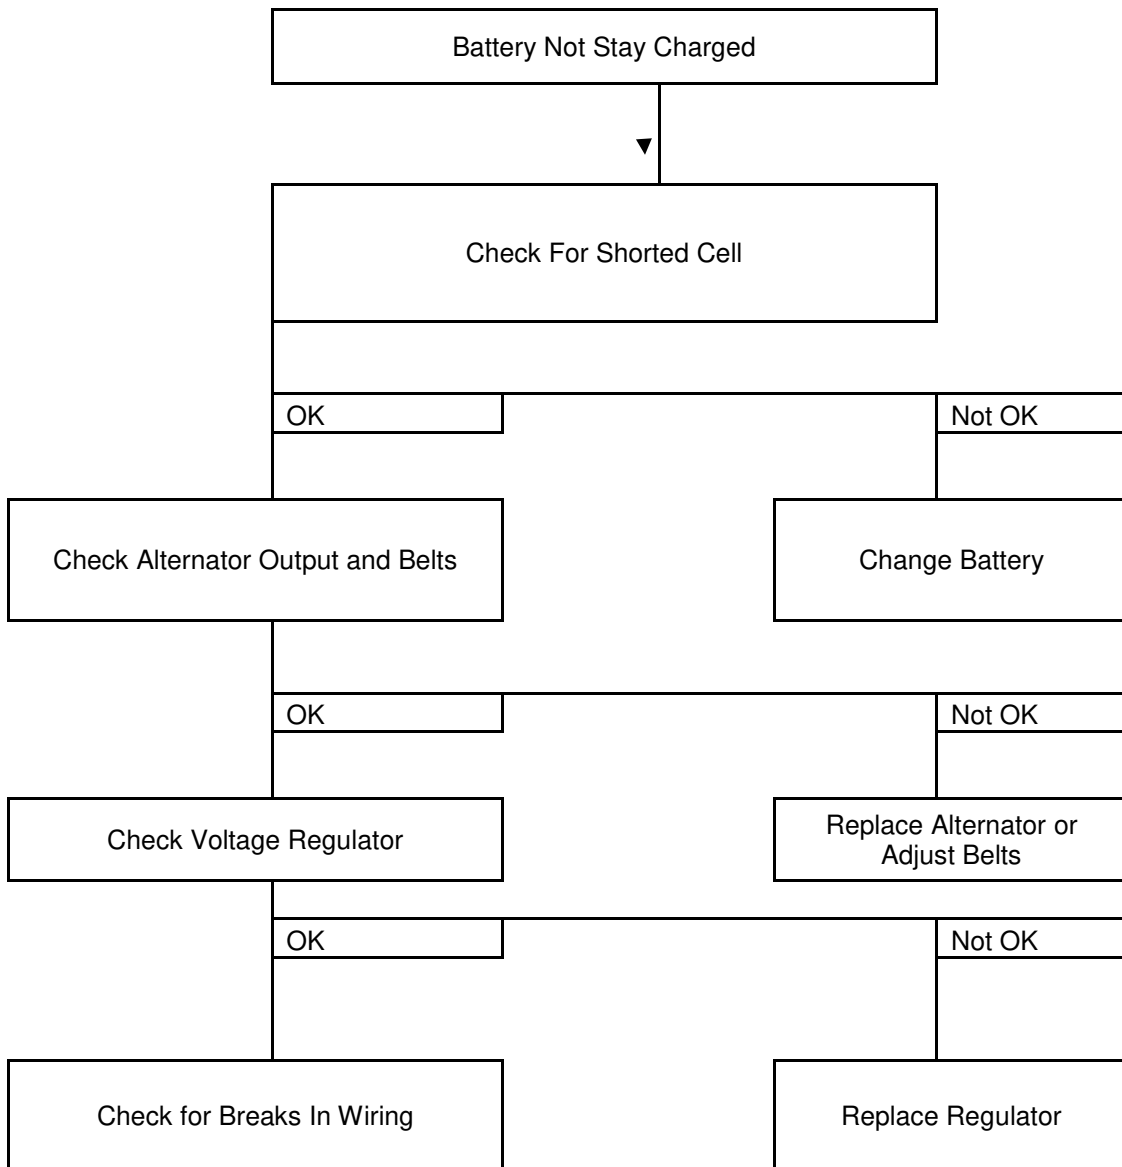 Battery Not Stay Charged
Check For Shorted Cell
OK
Not OK
Check Alternator Output and Belts
Change Battery
OK
Not OK
Check Voltage Regulator
Replace Alternator or
Adjust Belts
OK
Not OK
Check for Breaks In Wiring
Replace Regulator